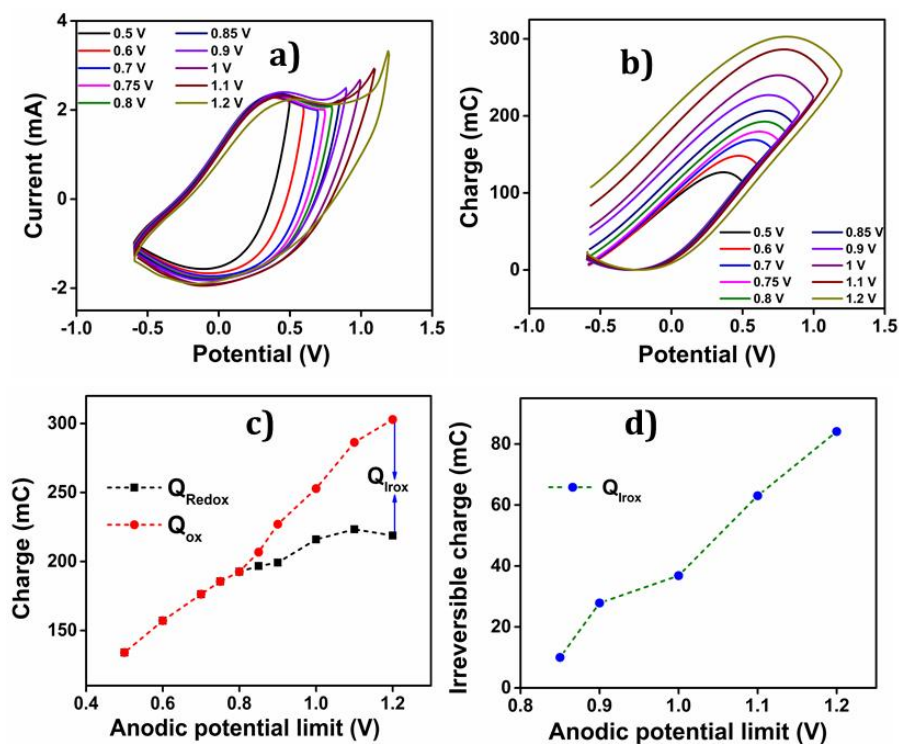 a)
4
2
0
-2
Current (mA)
0.5 V
0.6 V
0.7 V
0.75 V
0.8 V
0.85 V
0.9 V
1 V
1.1 V
1.2 V
-1.0 -0.5 0.0 0.5 1.0 1.5
Potential (V)
b)
300
200
100
0
Charge (mC)
0.5 V
0.6 V
0.7 V
0.75 V
0.8 V
0.85 V
0.9 V
1 V
1.1 V
1.2 V
-1.0 -0.5 0.0 0.5 1.0 1.5
Potential (V)
c)
300
250
200
150
Charge (mC)
QRedox
Qox
QIrox
0.4 0.6 0.8 1.0 1.2
Anodic potential limit (V)
d)
80
60
40
20
0
Irreversible charge (mC)
QIrox
0.8 0.9 1.0 1.1 1.2
Anodic potential limit (V)